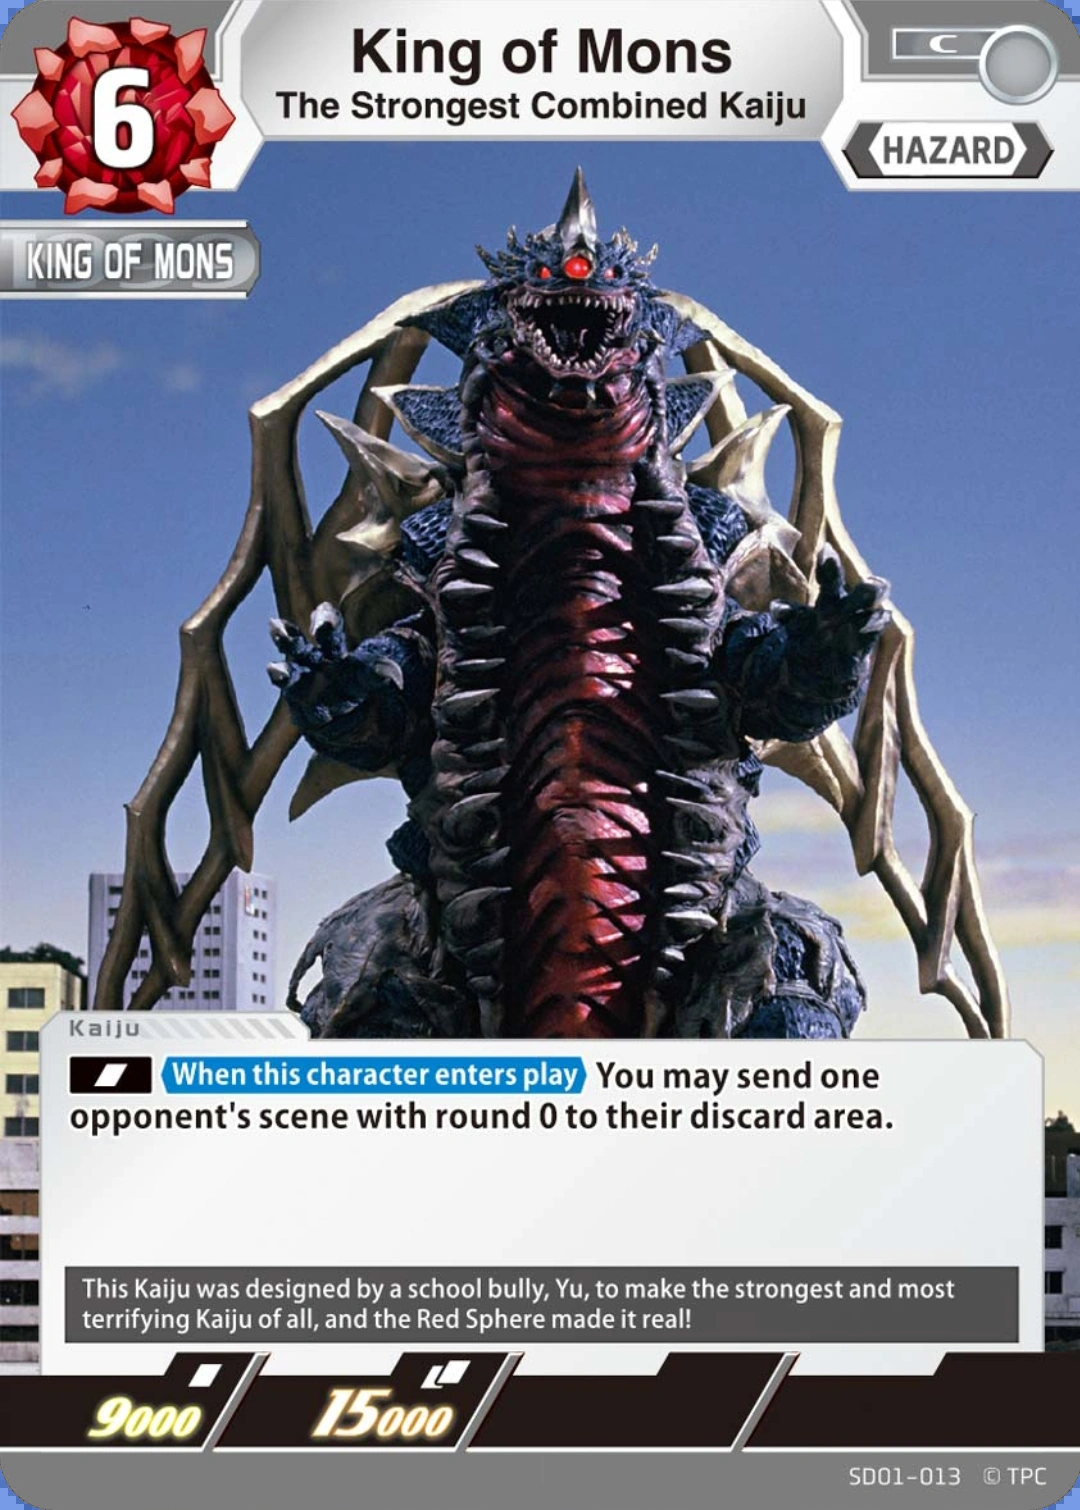 6
King of Mons
The Strongest Combined Kaiju
C
HAZARD
KING OF MONS
Kaiju
When this character enters play You may send one
opponent's scene with round 0 to their discard area.
This Kaiju was designed by a school bully, Yu, to make the strongest and most
terrifying Kaiju of all, and the Red Sphere made it real!
9000
15000
SD01-013 © TPC